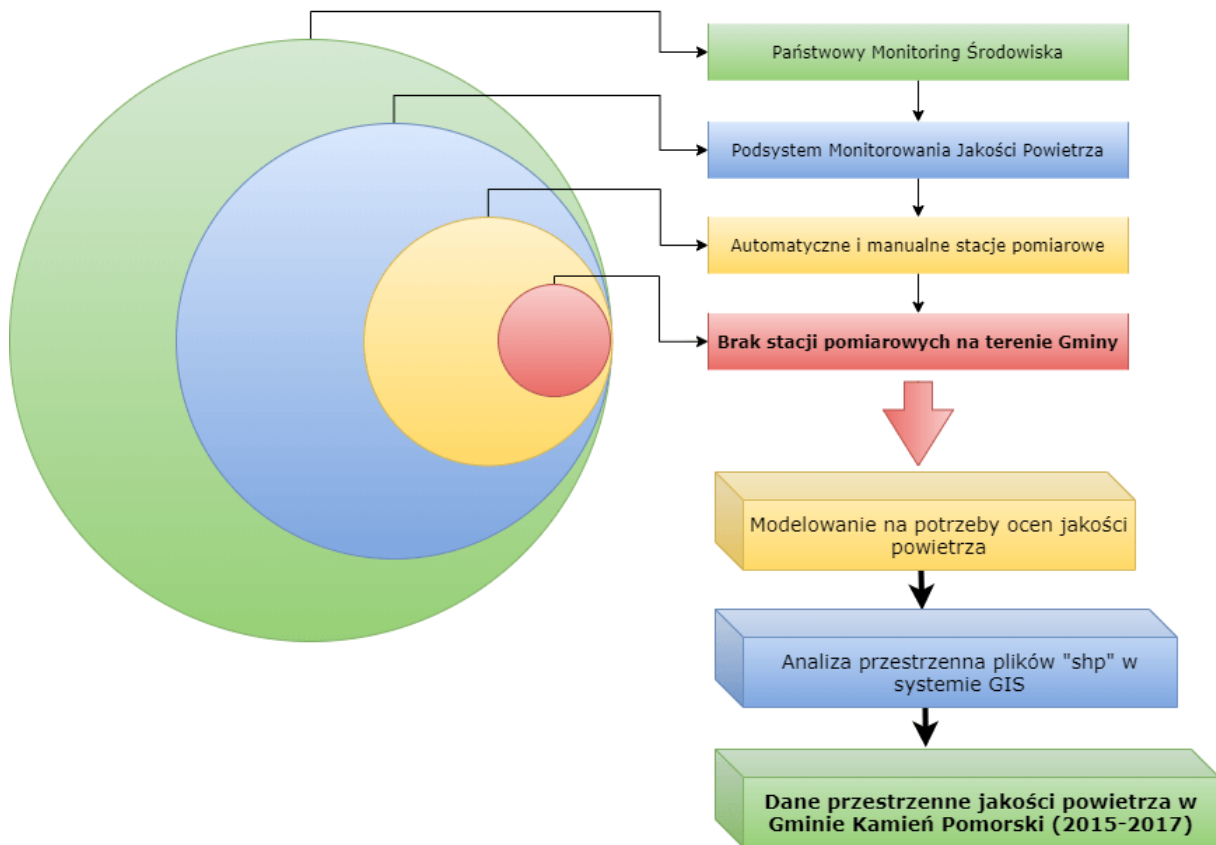 Państwowy Monitoring Środowiska
Podsystem Monitorowania Jakości Powietrza
Automatyczne i manualne stacje pomiarowe
Brak stacji pomiarowych na terenie Gminy
Modelowanie na potrzeby ocen jakości
powietrza
Analiza przestrzenna plików "shp" w
systemie GIS
Dane przestrzenne jakości powietrza w
Gminie Kamień Pomorski (2015-2017)